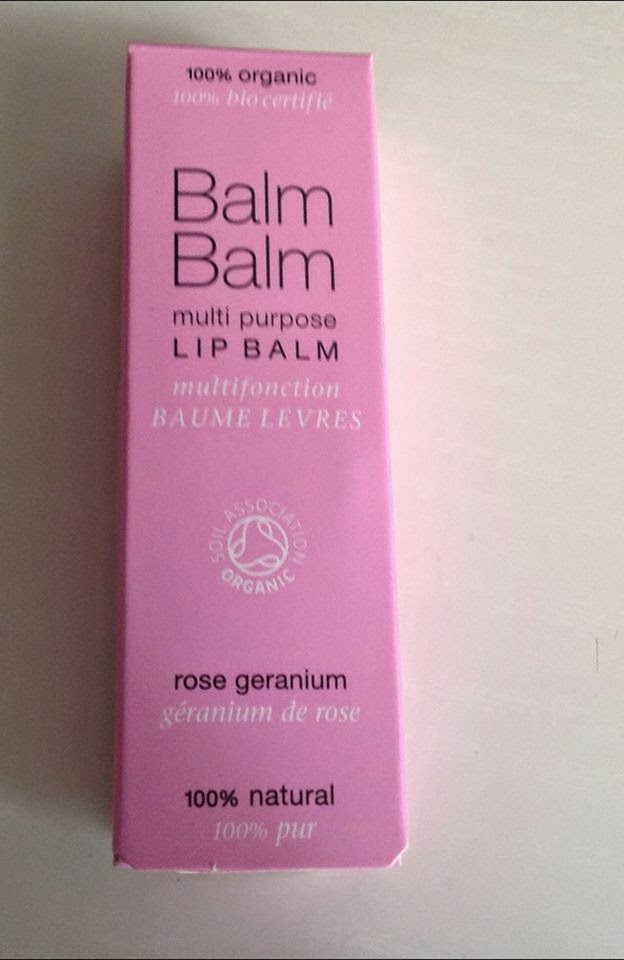 100% organic
100% bio certifié
Balm
Balm
multi purpose
LIP BALM
multifonction
BAUME LEVRES
SOIL ASSOCIATION
ORGANIC
rose geranium
géranium de rose
100% natural
100% pur